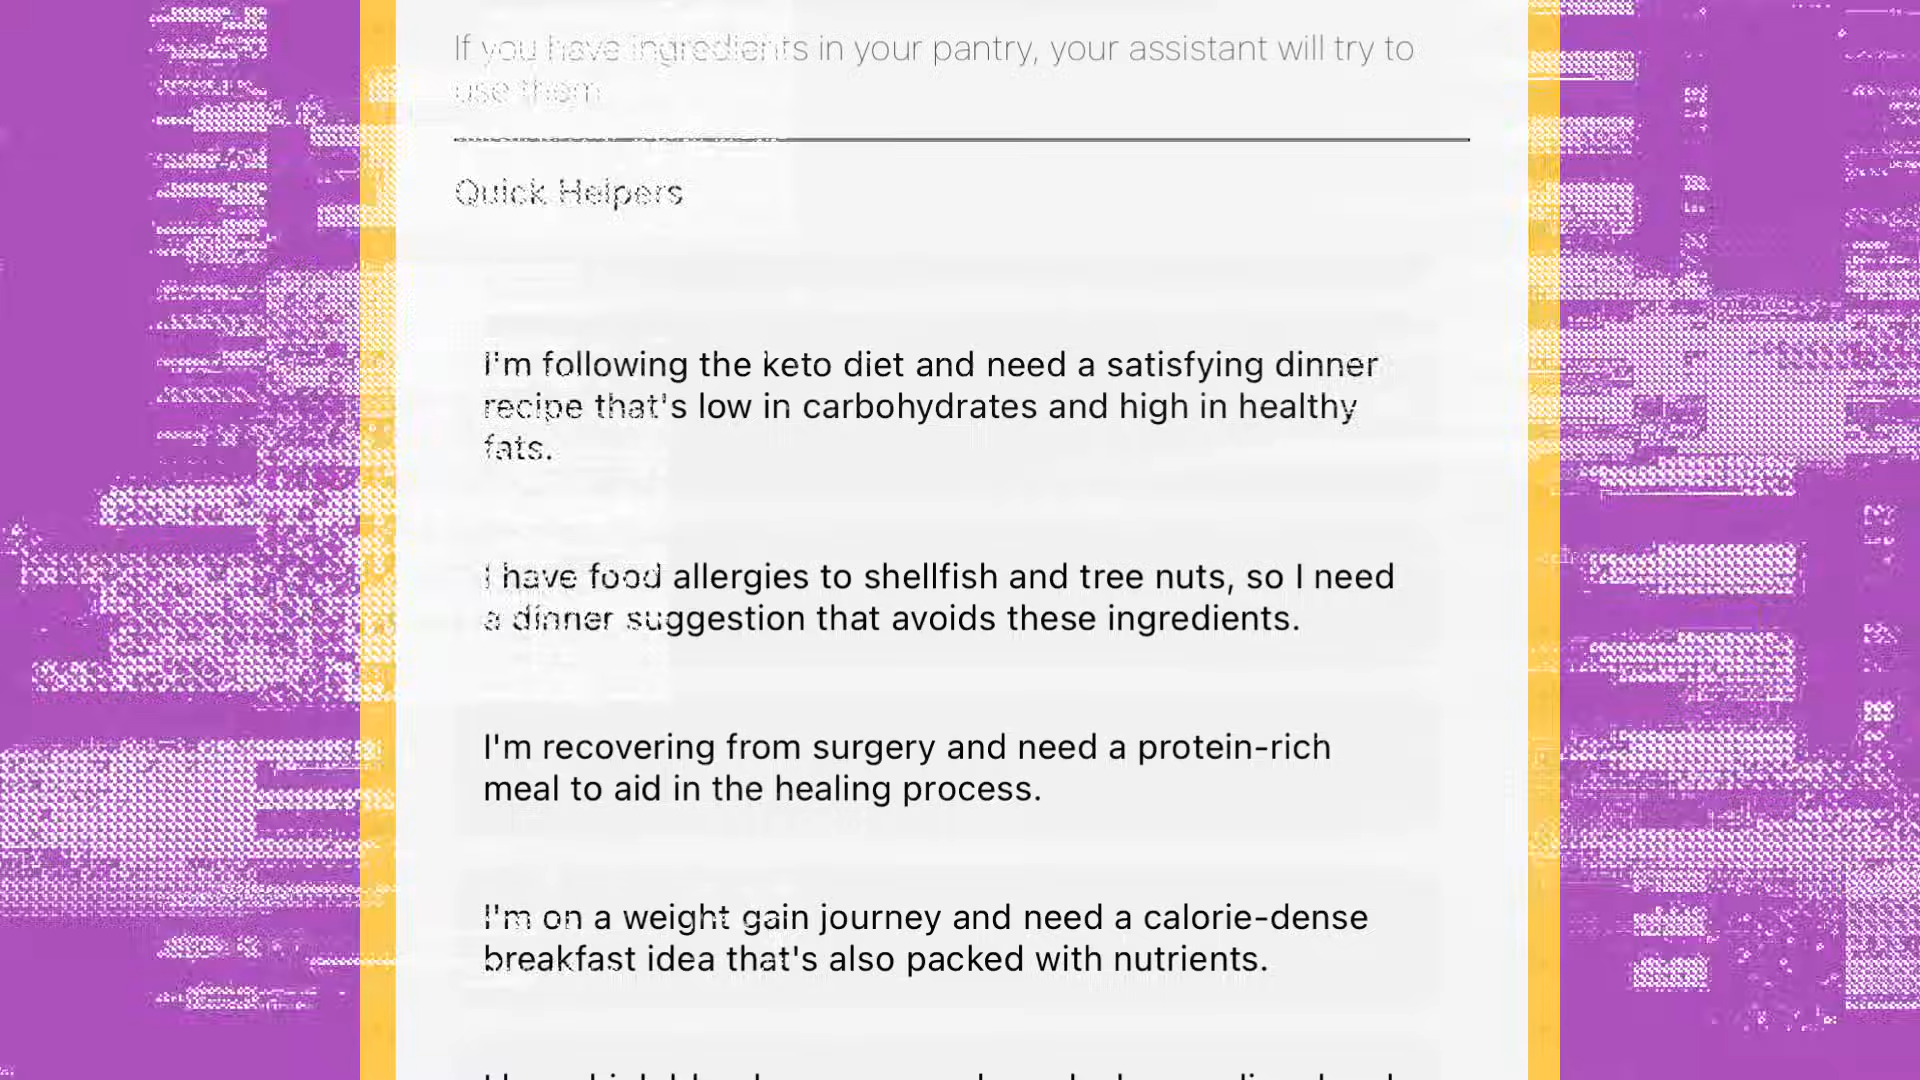 If you have ingredients in your pantry, your assistant will try to
use them
Quick Helpers
I'm following the keto diet and need a satisfying dinner
recipe that's low in carbohydrates and high in healthy
fats.
I have food allergies to shellfish and tree nuts, so I need
a dinner suggestion that avoids these ingredients.
I'm recovering from surgery and need a protein-rich
meal to aid in the healing process.
I'm on a weight gain journey and need a calorie-dense
breakfast idea that's also packed with nutrients.